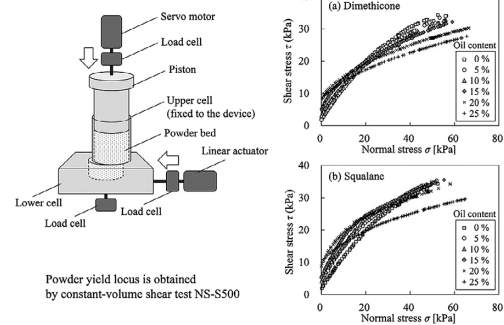 Servo motor
Load cell
Piston
Upper cell
(fixed to the device)
Powder bed
Linear actuator
Lower cell
Load cell
Load cell
Powder yield locus is obtained
by constant-volume shear test NS-S500
(a) Dimethicone
Shear stress τ (kPa)
30
20
10
0
Oil content
0 %
5 %
10 %
15 %
20 %
25 %
0 20 40 60 80
Normal stress σ [kPa]
(b) Squalane
Shear stress τ (kPa)
40
30
20
10
0
Oil content
0 %
5 %
10 %
15 %
20 %
25 %
0 20 40 60 80
Normal stress σ [kPa]